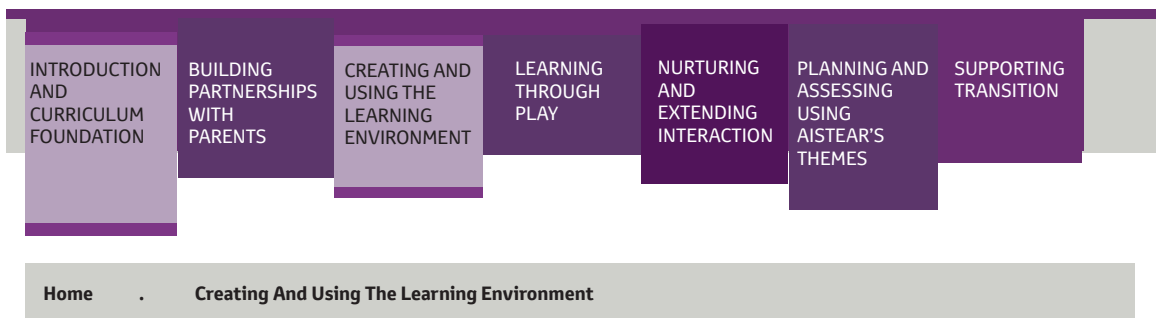 INTRODUCTION
AND
CURRICULUM
FOUNDATION
BUILDING
PARTNERSHIPS
WITH
PARENTS
CREATING AND
USING THE
LEARNING
ENVIRONMENT
LEARNING
THROUGH
PLAY
NURTURING
AND
EXTENDING
INTERACTION
PLANNING AND
ASSESSING
USING
AISTEAR'S
THEMES
SUPPORTING
TRANSITION
Home . Creating And Using The Learning Environment